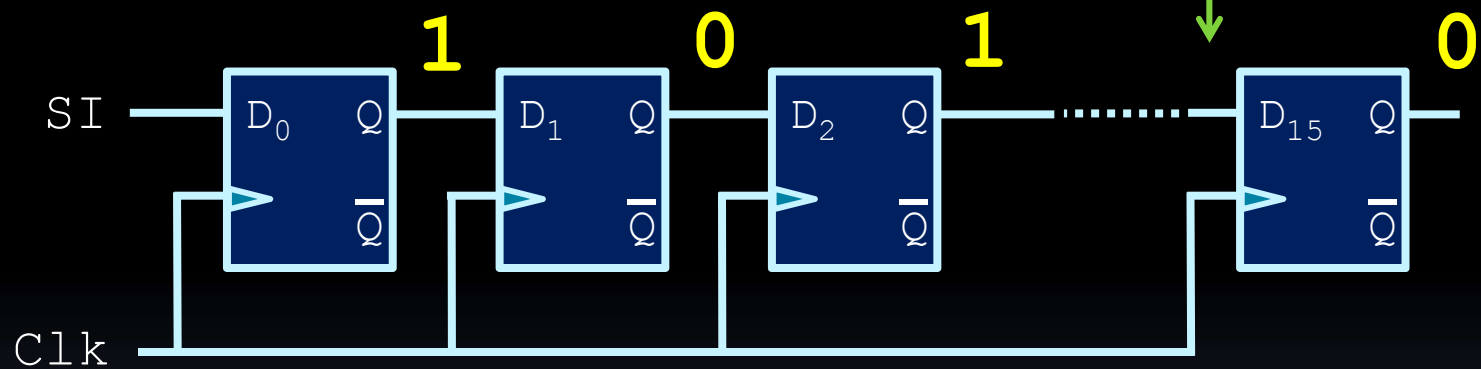 1 0 1 0
SI D₀ Q D₁ Q D₂ Q D₁₅ Q
Q̅ Q̅ Q̅ Q̅
Clk